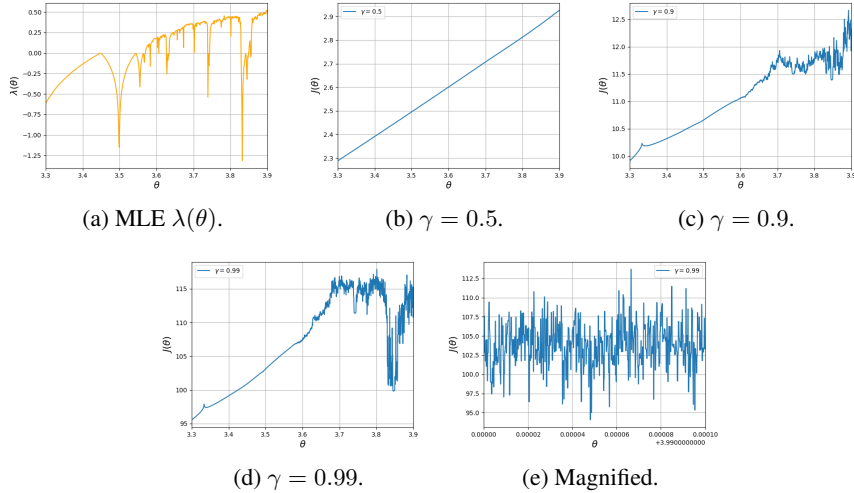 0.50
0.25
0.00
−0.25
−0.50
−0.75
−1.00
−1.25
λ(θ)
3.3 3.4 3.5 3.6 3.7 3.8 3.9
θ
(a) MLE λ(θ).
γ = 0.5
2.9
2.8
2.7
2.6
2.5
2.4
2.3
J(θ)
3.3 3.4 3.5 3.6 3.7 3.8 3.9
θ
(b) γ = 0.5.
γ = 0.9
12.5
12.0
11.5
11.0
10.5
10.0
J(θ)
3.3 3.4 3.5 3.6 3.7 3.8 3.9
θ
(c) γ = 0.9.
γ = 0.99
115
110
105
100
95
J(θ)
3.3 3.4 3.5 3.6 3.7 3.8 3.9
θ
(d) γ = 0.99.
γ = 0.99
112.5
110.0
107.5
105.0
102.5
100.0
97.5
95.0
J(θ)
0.00000 0.00002 0.00004 0.00006 0.00008 0.00010
+3.9900000000
θ
(e) Magnified.